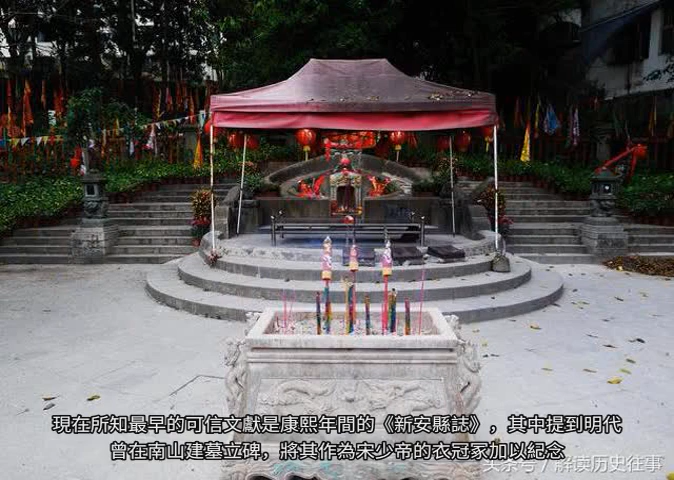 現在所知最早的可信文獻是康熙年間的《新安縣誌》，其中提到明代
曾在南山建墓立碑，將其作為宋少帝的衣冠冢加以紀念
头条号 / 解读历史往事